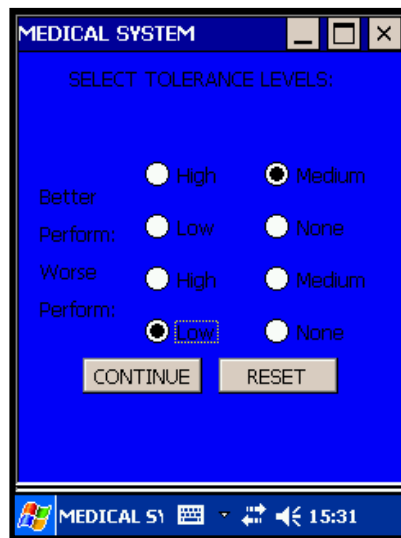 MEDICAL SYSTEM
SELECT TOLERANCE LEVELS:
High Medium
Better
Perform: Low None
Worse High Medium
Perform:
Low None
CONTINUE RESET
MEDICAL SY 15:31